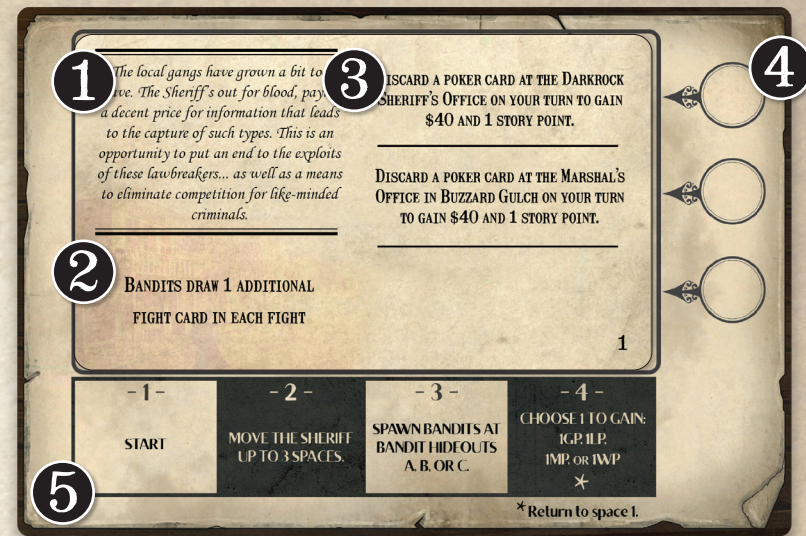 1
The local gangs have grown a bit to
The Sheriff's out for blood,
a decent price for information that leads
to the capture of such types. This is an
opportunity to put an end to the exploits
of these lawbreakers... as well as a means
to eliminate competition for like-minded
criminals.
2
Bandits draw 1 additional
fight card in each fight
3
iscard a poker card at the Darkrock
Sheriff's Office on your turn to gain
$40 and 1 story point.
Discard a poker card at the Marshal's
Office in Buzzard Gulch on your turn
to gain $40 and 1 story point.
1
4
5
- 1 -
START
- 2 -
MOVE THE SHERIFF
UP TO 3 SPACES.
- 3 -
SPAWN BANDITS AT
BANDIT HIDEOUTS
A, B, OR C.
- 4 -
CHOOSE 1 TO GAIN:
1GP, 1LP,
1MP, OR 1WP
*
*Return to space 1.